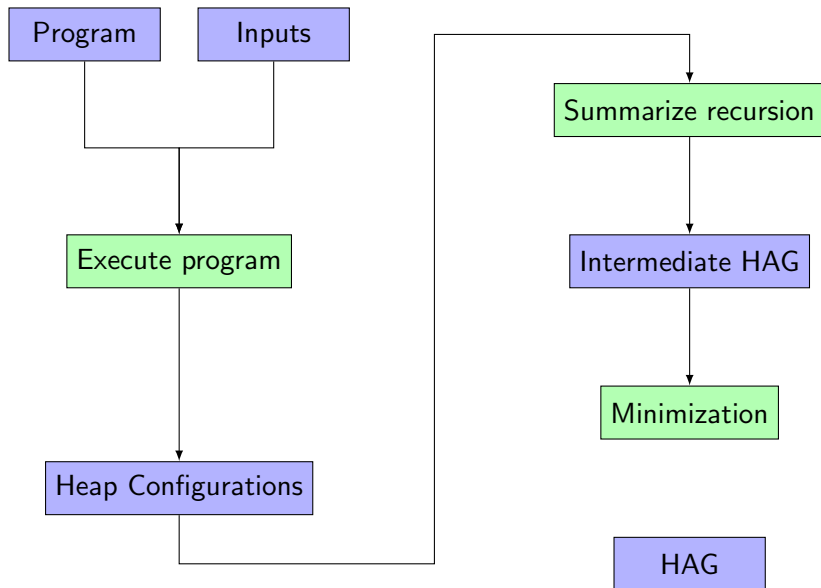 Program
Inputs
Execute program
Heap Configurations
Summarize recursion
Intermediate HAG
Minimization
HAG